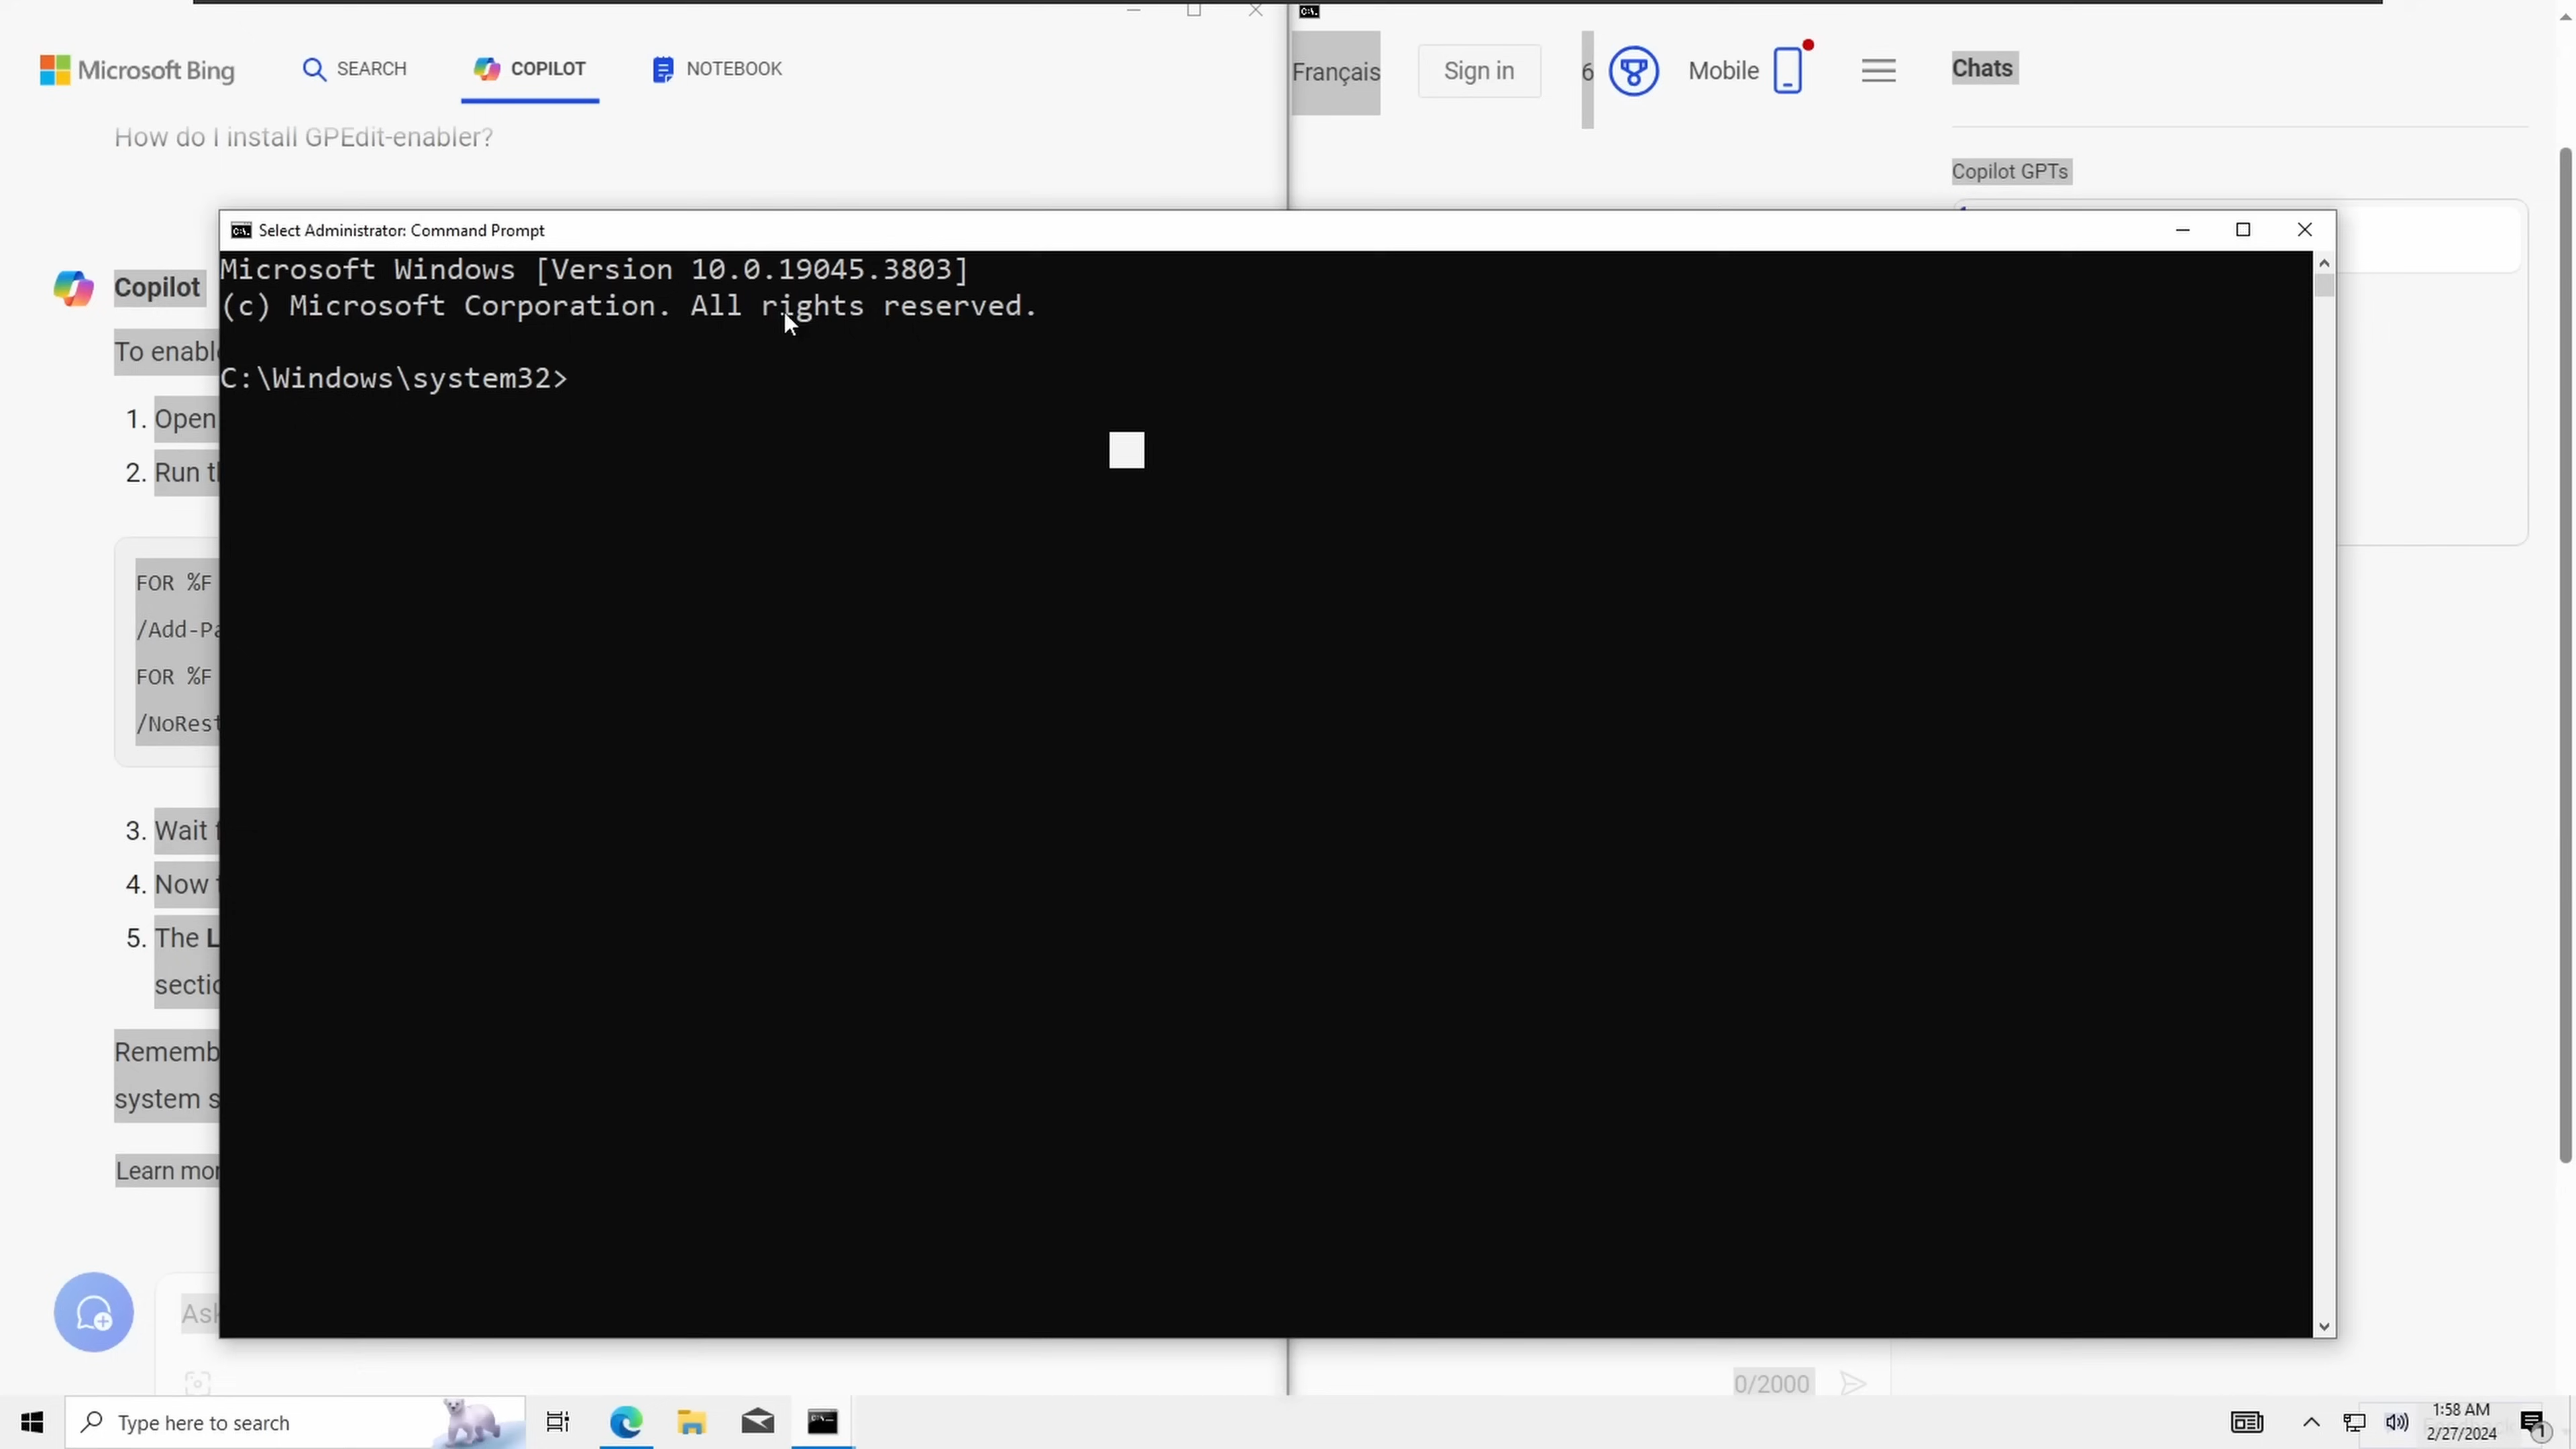 Microsoft Bing
SEARCH
COPILOT
NOTEBOOK
Français
Sign in
6
Mobile
Chats
How do I install GPEdit-enabler?
Copilot GPTs
Select Administrator: Command Prompt
Microsoft Windows [Version 10.0.19045.3803]
(c) Microsoft Corporation. All rights reserved.
C:\Windows\system32>
Copilot
To enabl
1. Open
2. Run t
FOR %F
/Add-Pa
FOR %F
/NoRest
3. Wait
4. Now
5. The L
sectio
Rememb
system s
Learn mor
Ask
0/2000
Type here to search
1:58 AM
2/27/2024
1